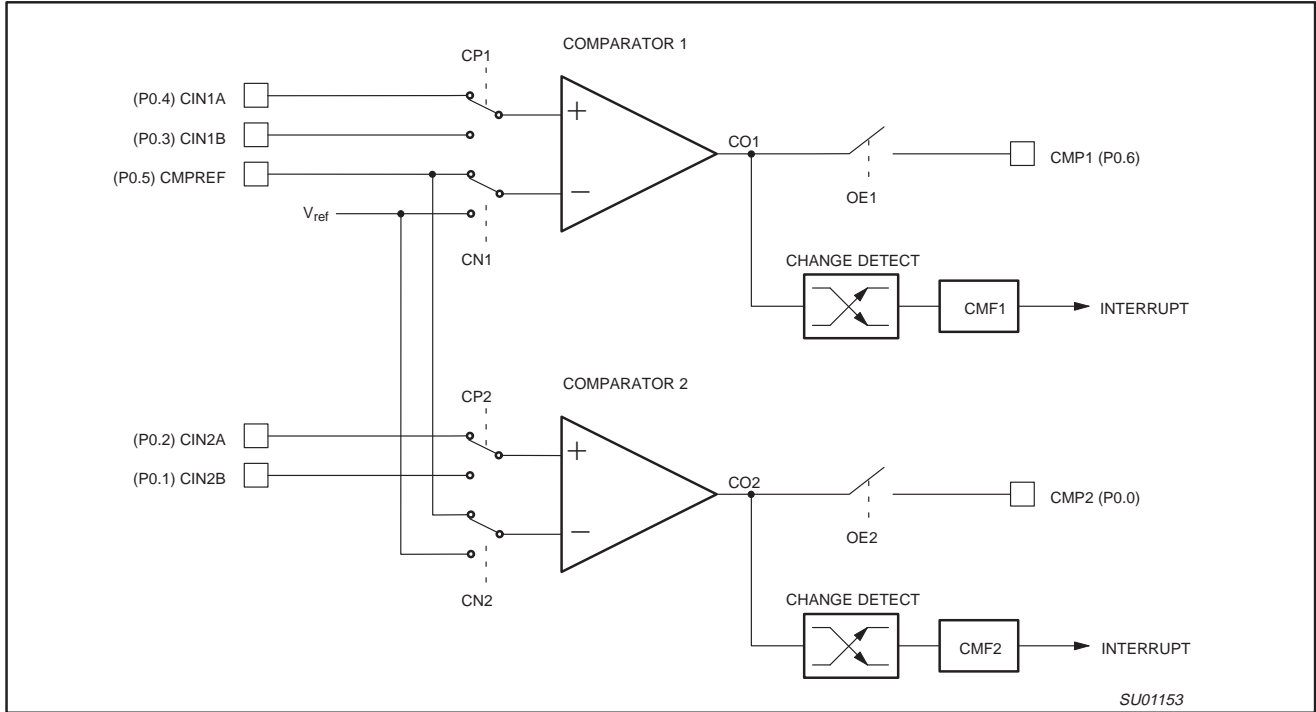 COMPARATOR 1
CP1
(P0.4) CIN1A
+
(P0.3) CIN1B
CO1
CMP1 (P0.6)
(P0.5) CMPREF
−
OE1
Vref
CN1
CHANGE DETECT
CMF1
INTERRUPT
COMPARATOR 2
CP2
(P0.2) CIN2A
+
(P0.1) CIN2B
CO2
CMP2 (P0.0)
−
OE2
CN2
CHANGE DETECT
CMF2
INTERRUPT
SU01153